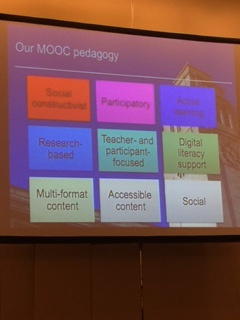 Our MOOC pedagogy
Social
constructivist
Participatory
Active
learning
Research-
based
Teacher- and
participant-
focused
Digital
literacy
support
Multi-format
content
Accessible
content
Social